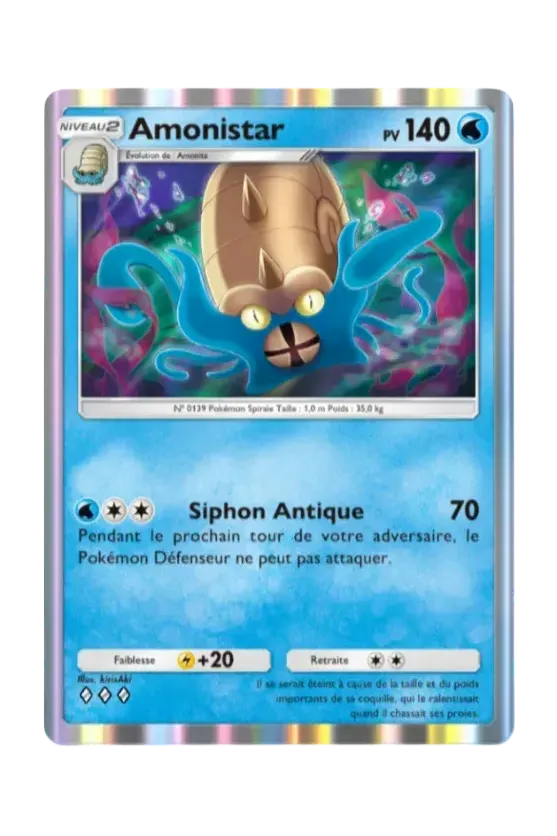 NIVEAU 2 Amonistar PV 140
Évolution de : Amonita
N° 0139 Pokémon Spirale Taille : 1,0 m Poids : 35,0 kg
Siphon Antique 70
Pendant le prochain tour de votre adversaire, le
Pokémon Défenseur ne peut pas attaquer.
Faiblesse +20 Retraite
Illus. kirisAki
Il se serait éteint à cause de la taille et du poids
importants de sa coquille, qui le ralentissait
quand il chassait ses proies.